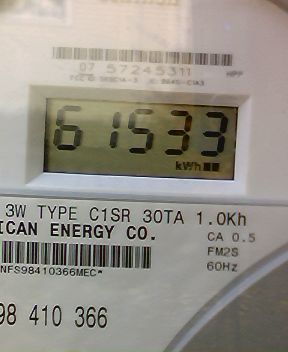 07 57245311 HPP
61533
kWh
3W TYPE C1SR 30TA 1.0Kh
ICAN ENERGY CO. CA 0.5
FM2S
NFS98410366MEC* 60Hz
98 410 366